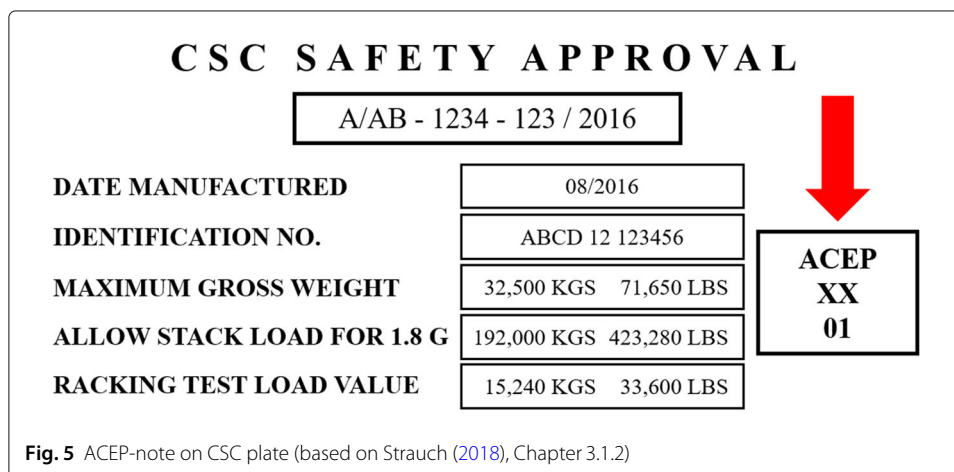 CSC SAFETY APPROVAL
A/AB - 1234 - 123 / 2016
DATE MANUFACTURED 08/2016
IDENTIFICATION NO. ABCD 12 123456
MAXIMUM GROSS WEIGHT 32,500 KGS 71,650 LBS
ALLOW STACK LOAD FOR 1.8 G 192,000 KGS 423,280 LBS
RACKING TEST LOAD VALUE 15,240 KGS 33,600 LBS
ACEP
XX
01
Fig. 5 ACEP-note on CSC plate (based on Strauch (2018), Chapter 3.1.2)